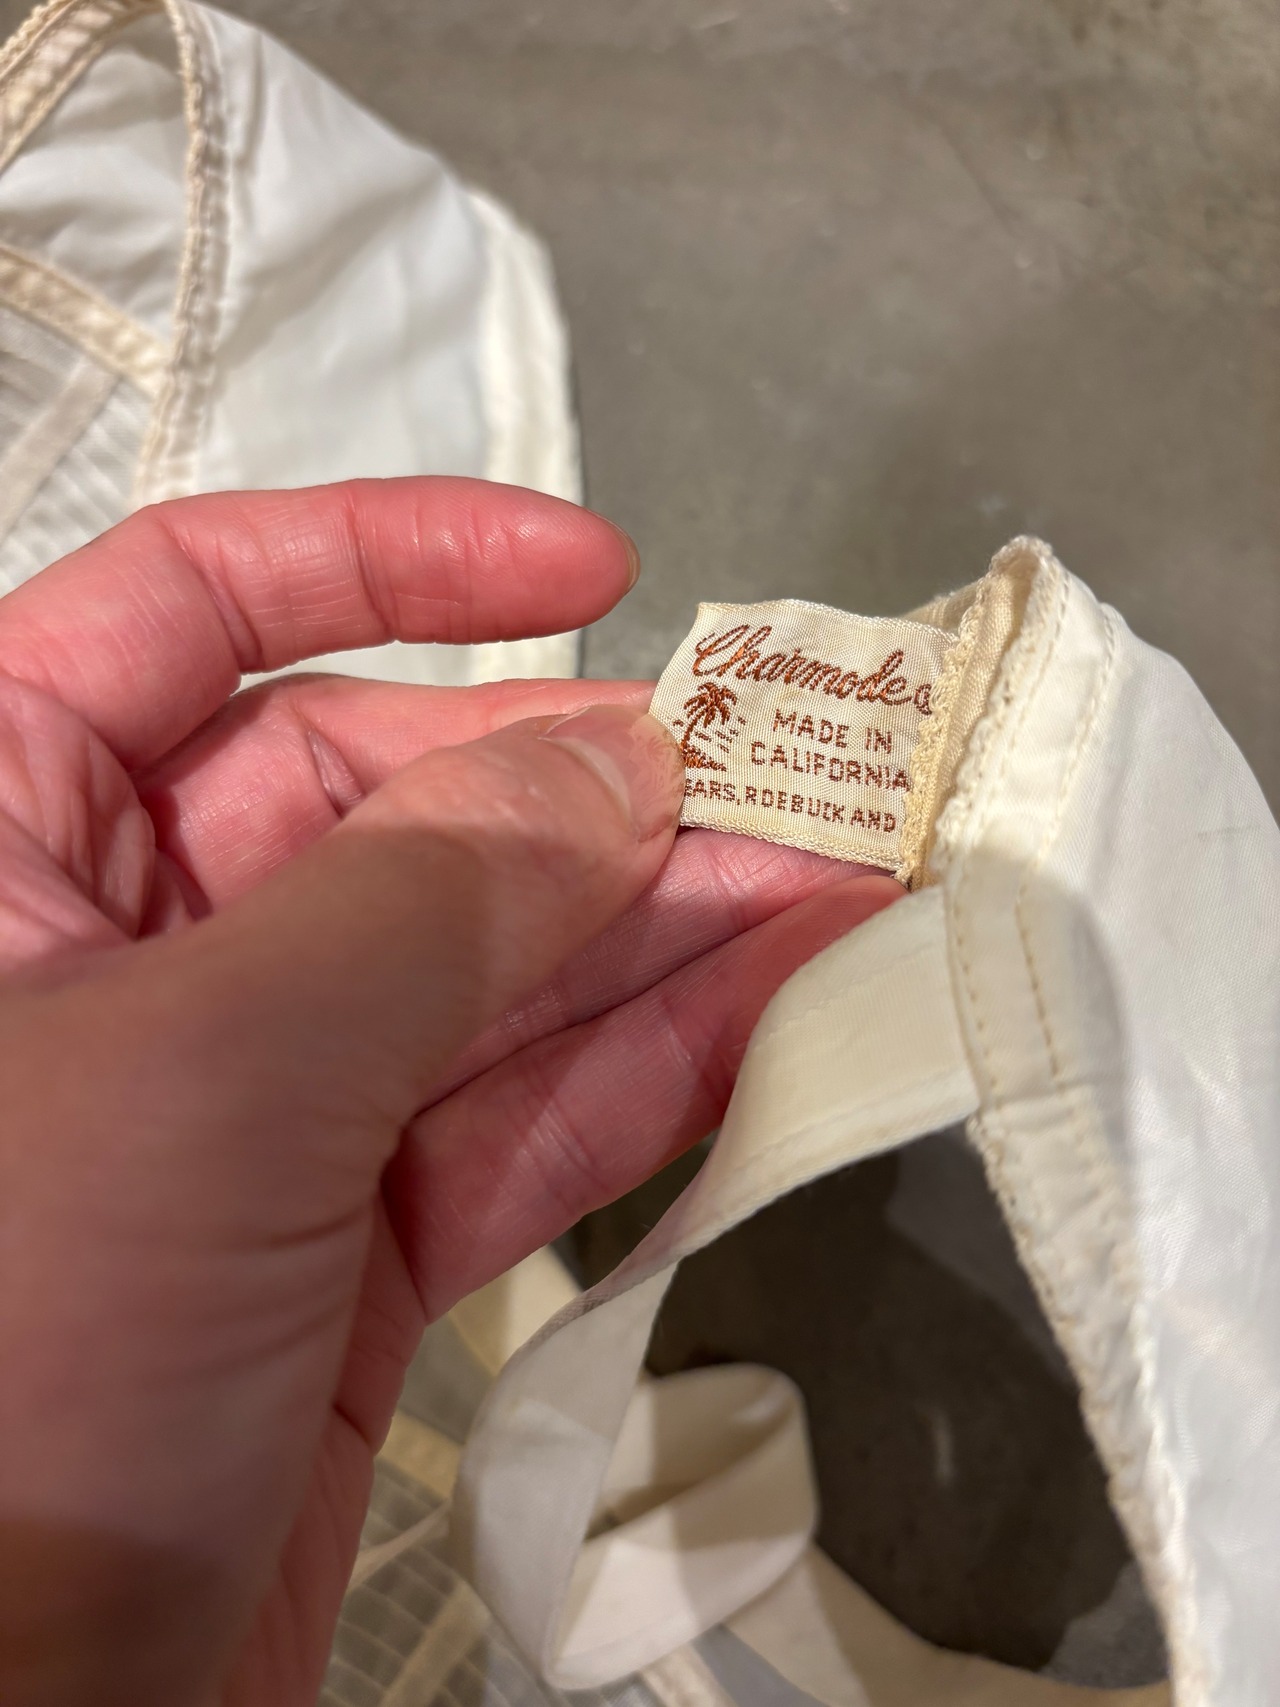 Charmode
MADE IN
CALIFORNIA
EARS, ROEBUCK AND